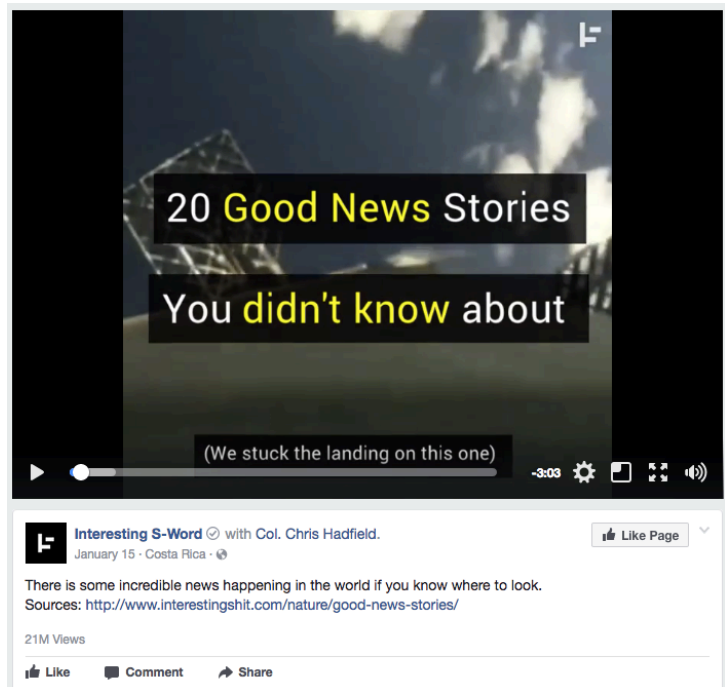 20 Good News Stories
You didn't know about
(We stuck the landing on this one)
-3:03
Interesting S-Word with Col. Chris Hadfield.
Like Page
January 15 · Costa Rica ·
There is some incredible news happening in the world if you know where to look.
Sources: http://www.interestingshit.com/nature/good-news-stories/
21M Views
Like Comment Share